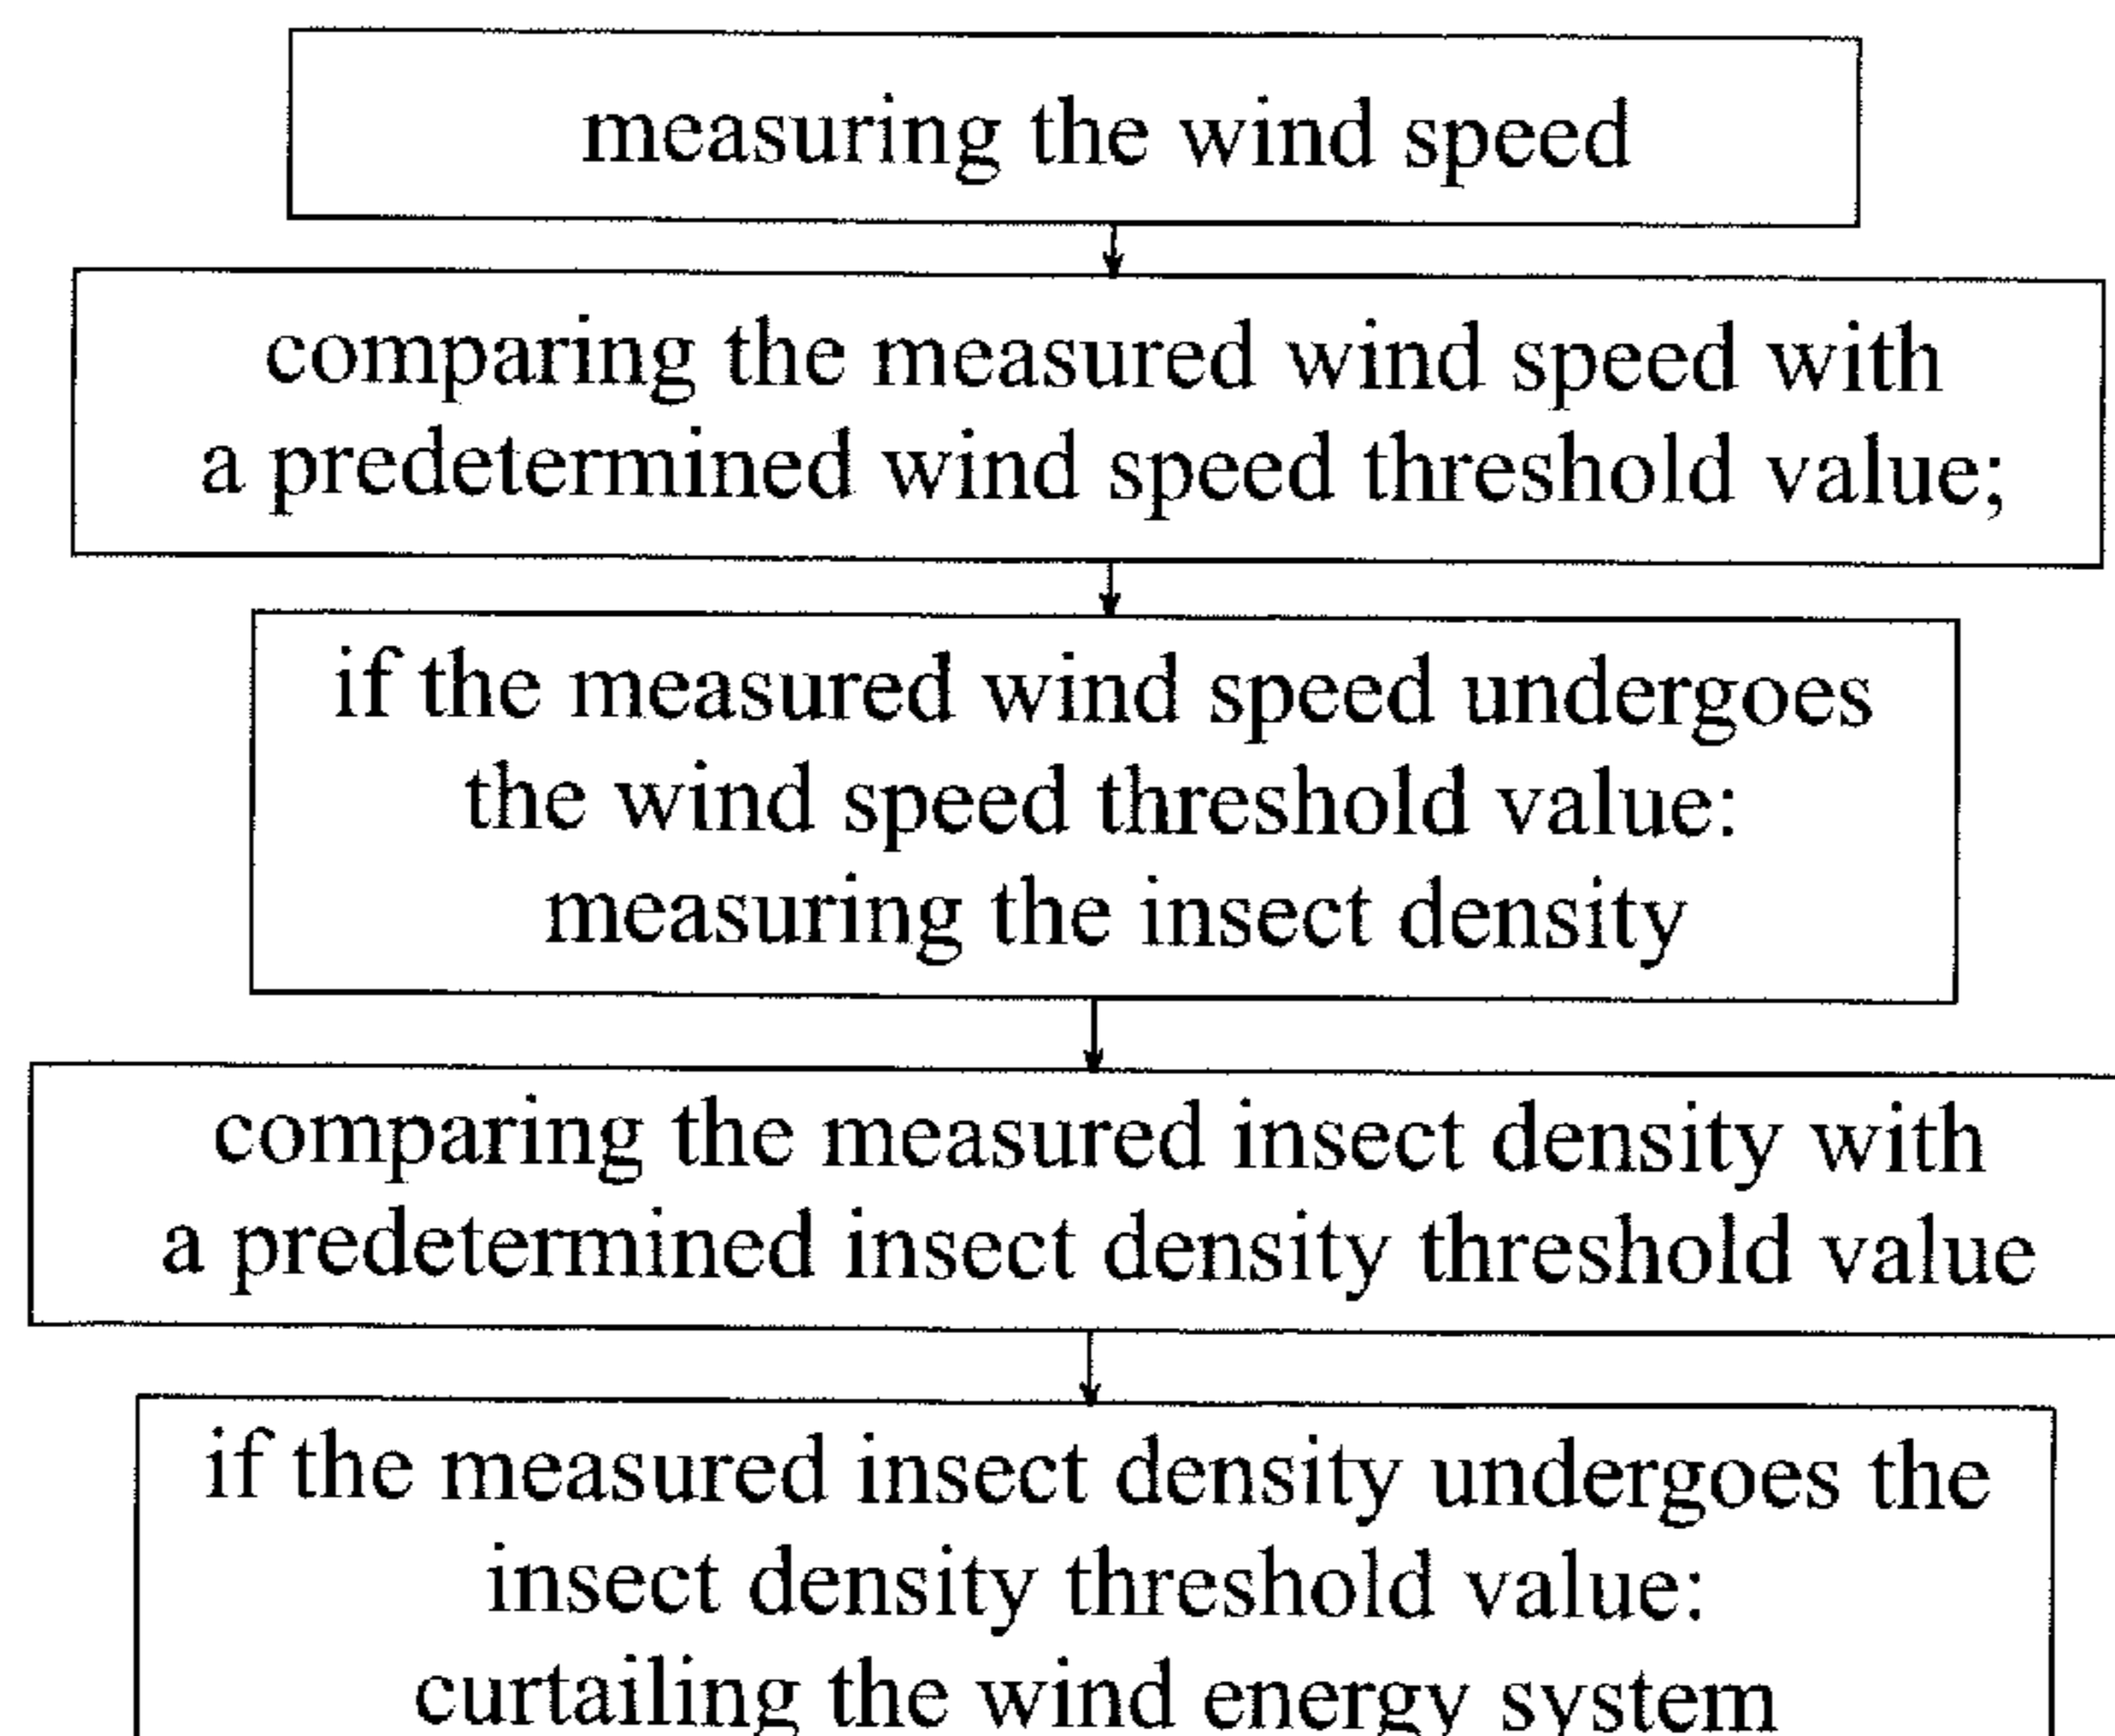 measuring the wind speed
comparing the measured wind speed with
a predetermined wind speed threshold value;
if the measured wind speed undergoes
the wind speed threshold value:
measuring the insect density
comparing the measured insect density with
a predetermined insect density threshold value
if the measured insect density undergoes the
insect density threshold value:
curtailing the wind energy system